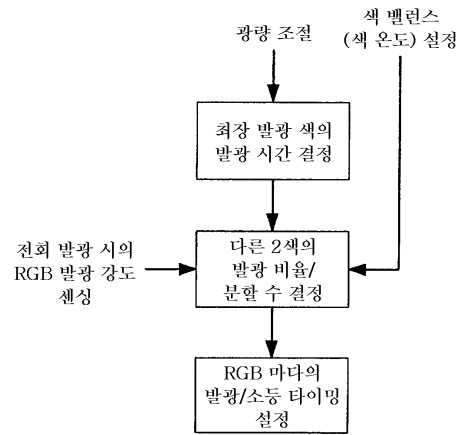 광량 조절
색 밸런스
(색 온도) 설정
최장 발광 색의
발광 시간 결정
전회 발광 시의
RGB 발광 강도
센싱
다른 2색의
발광 비율/
분할 수 결정
RGB 마다의
발광/소등 타이밍
설정